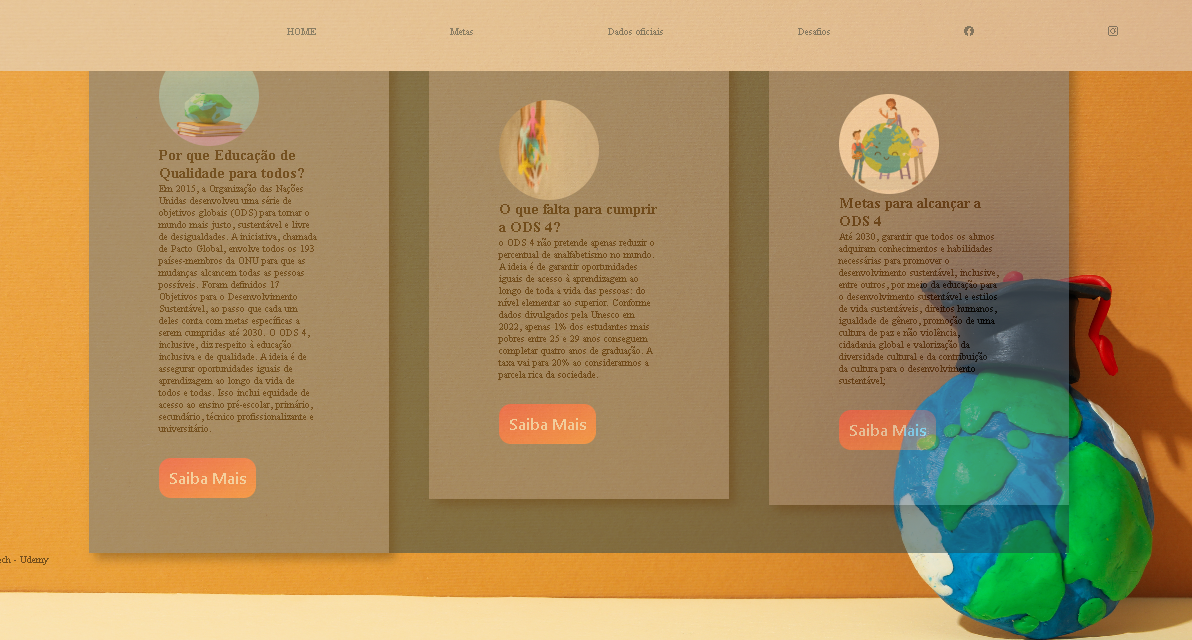 HOME
Metas
Dados oficiais
Desafios
Por que Educação de
Qualidade para todos?
Em 2015, a Organização das Nações
Unidas desenvolveu uma série de
objetivos globais (ODS) para tornar o
mundo mais justo, sustentável e livre
de desigualdades. A iniciativa, chamada
de Pacto Global, envolve todos os 193
países-membros da ONU para que as
mudanças alcancem todas as pessoas
possíveis. Foram definidos 17
Objetivos para o Desenvolvimento
Sustentável, ao passo que cada um
deles conta com metas específicas a
serem cumpridas até 2030. O ODS 4,
inclusive, diz respeito à educação
inclusiva e de qualidade. A ideia é de
assegurar oportunidades iguais de
aprendizagem ao longo da vida de
todos e todas. Isso inclui equidade de
acesso ao ensino pré-escolar, primário,
secundário, técnico profissionalizante e
universitário.
Saiba Mais
O que falta para cumprir
a ODS 4?
o ODS 4 não pretende apenas reduzir o
percentual de analfabetismo no mundo.
A ideia é de garantir oportunidades
iguais de acesso à aprendizagem ao
longo de toda a vida das pessoas: do
nível elementar ao superior. Conforme
dados divulgados pela Unesco em
2022, apenas 1% dos estudantes mais
pobres entre 25 e 29 anos conseguem
completar quatro anos de graduação. A
taxa vai para 20% ao considerarmos a
parcela rica da sociedade.
Saiba Mais
Metas para alcançar a
ODS 4
Até 2030, garantir que todos os alunos
adquiram conhecimentos e habilidades
necessárias para promover o
desenvolvimento sustentável, inclusive,
entre outros, por meio da educação para
o desenvolvimento sustentável e estilos
de vida sustentáveis, direitos humanos,
igualdade de gênero, promoção de uma
cultura de paz e não violência,
cidadania global e valorização da
diversidade cultural e da contribuição
da cultura para o desenvolvimento
sustentável;
Saiba Mais
ech - Udemy